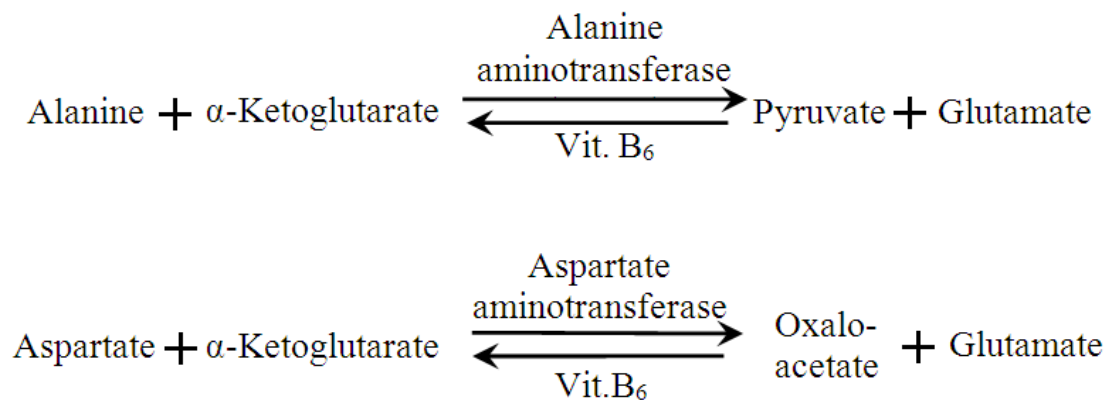 Alanine
aminotransferase
Alanine + α-Ketoglutarate Pyruvate + Glutamate
Vit. B₆
Aspartate
aminotransferase
Aspartate + α-Ketoglutarate Oxalo-
acetate + Glutamate
Vit.B₆